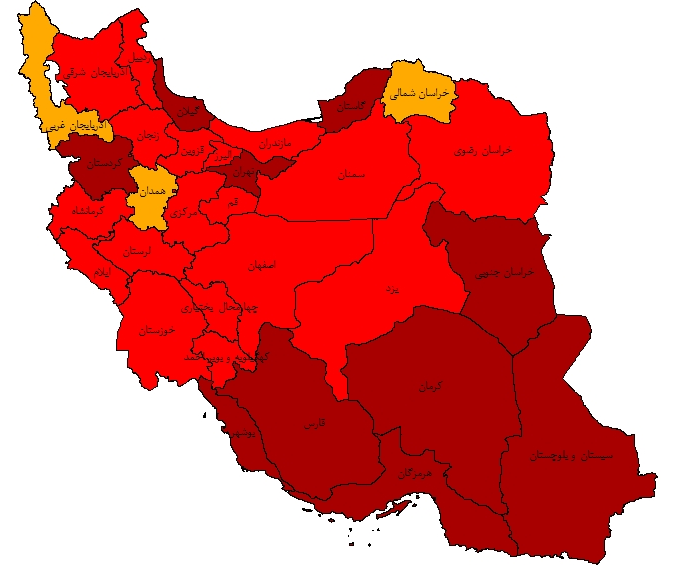 اردبیل
آذربایجان شرقی
خراسان شمالی
گلستان
گیلان
آذربایجان غربی
زنجان
مازندران
خراسان رضوی
قزوین
البرز
کردستان
تهران
سمنان
همدان
قم
مرکزی
کرمانشاه
لرستان
اصفهان
ایلام
خراسان جنوبی
یزد
چهارمحال بختیاری
خوزستان
کهگیلویه و بویراحمد
کرمان
فارس
بوشهر
سیستان و بلوچستان
هرمزگان